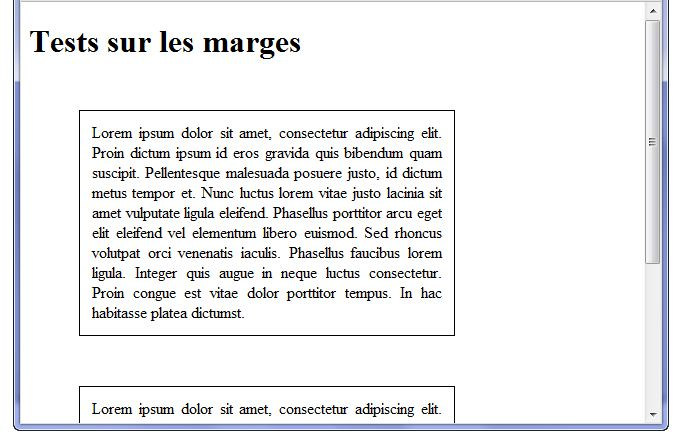 Tests sur les marges
Lorem ipsum dolor sit amet, consectetur adipiscing elit.
Proin dictum ipsum id eros gravida quis bibendum quam
suscipit. Pellentesque malesuada posuere justo, id dictum
metus tempor et. Nunc luctus lorem vitae justo lacinia sit
amet vulputate ligula eleifend. Phasellus porttitor arcu eget
elit eleifend vel elementum libero euismod. Sed rhoncus
volutpat orci venenatis iaculis. Phasellus faucibus lorem
ligula. Integer quis augue in neque luctus consectetur.
Proin congue est vitae dolor porttitor tempus. In hac
habitasse platea dictumst.
Lorem ipsum dolor sit amet, consectetur adipiscing elit.